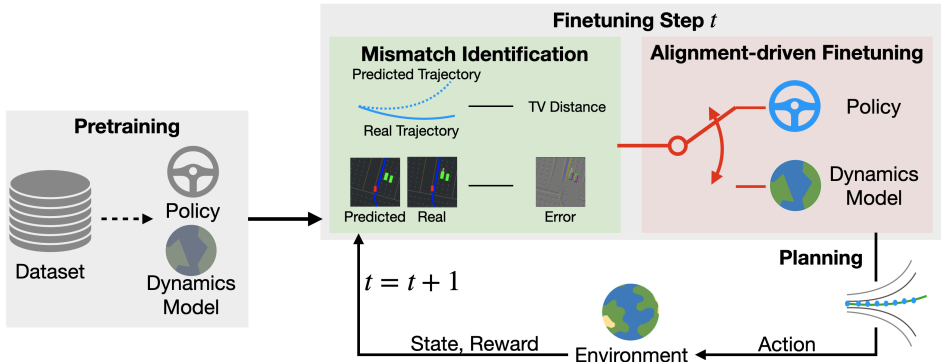 Finetuning Step t
Mismatch Identification
Predicted Trajectory
TV Distance
Real Trajectory
Predicted
Real
Error
Alignment-driven Finetuning
Policy
Dynamics
Model
Pretraining
Policy
Dataset
Dynamics
Model
Planning
t = t + 1
State, Reward
Environment
Action